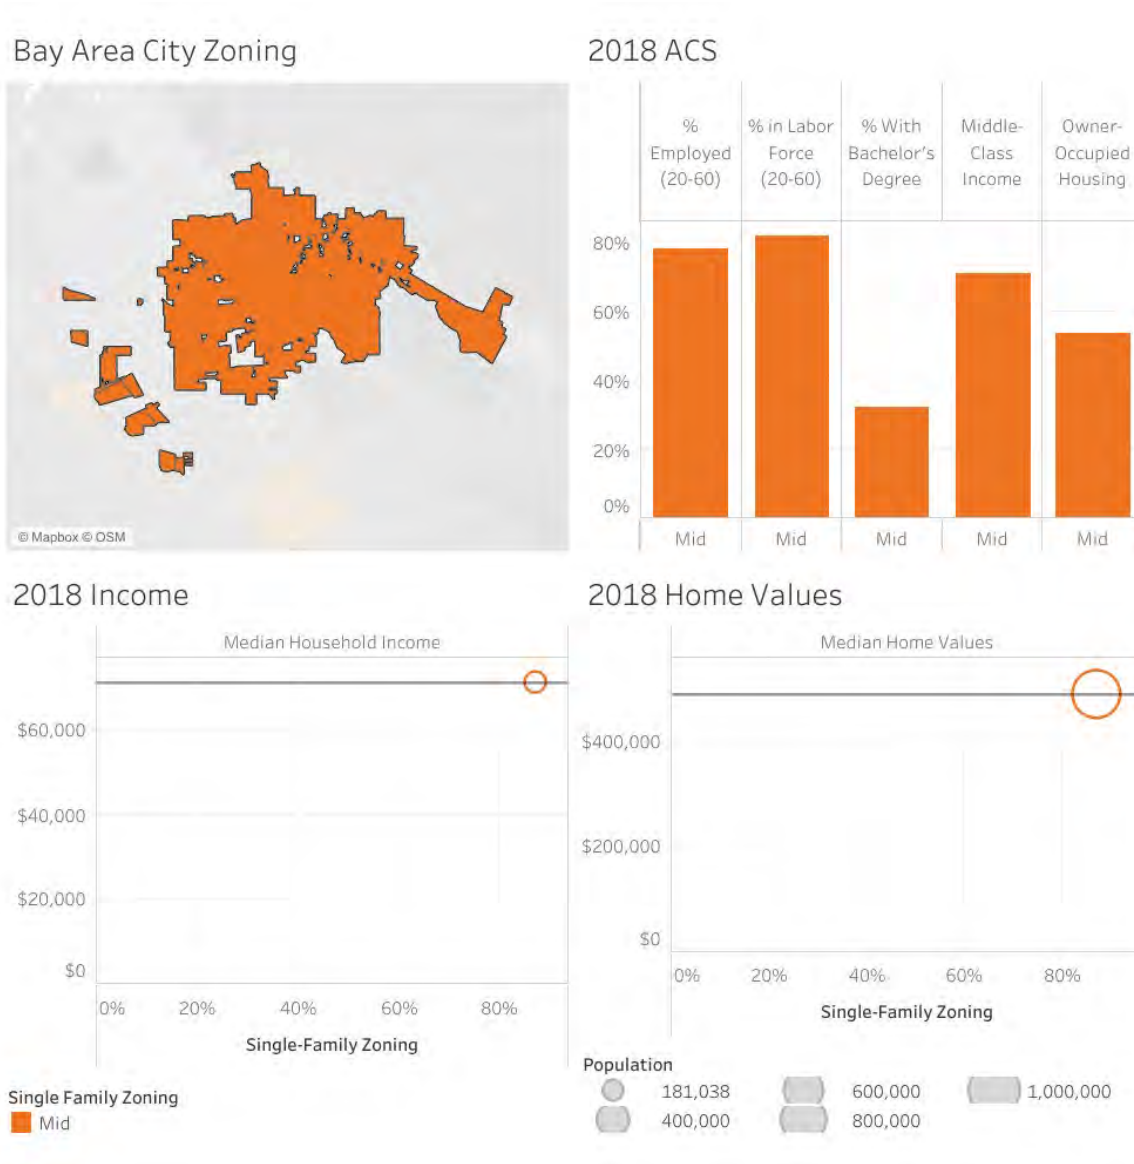 Bay Area City Zoning
© Mapbox © OSM
2018 ACS
%
Employed
(20-60)
% in Labor
Force
(20-60)
% With
Bachelor's
Degree
Middle-
Class
Income
Owner-
Occupied
Housing
80%
60%
40%
20%
0%
Mid
Mid
Mid
Mid
Mid
2018 Income
Median Household Income
$60,000
$40,000
$20,000
$0
0% 20% 40% 60% 80%
Single-Family Zoning
2018 Home Values
Median Home Values
$400,000
$200,000
$0
0% 20% 40% 60% 80%
Single-Family Zoning
Single Family Zoning
Mid
Population
181,038 600,000 1,000,000
400,000 800,000